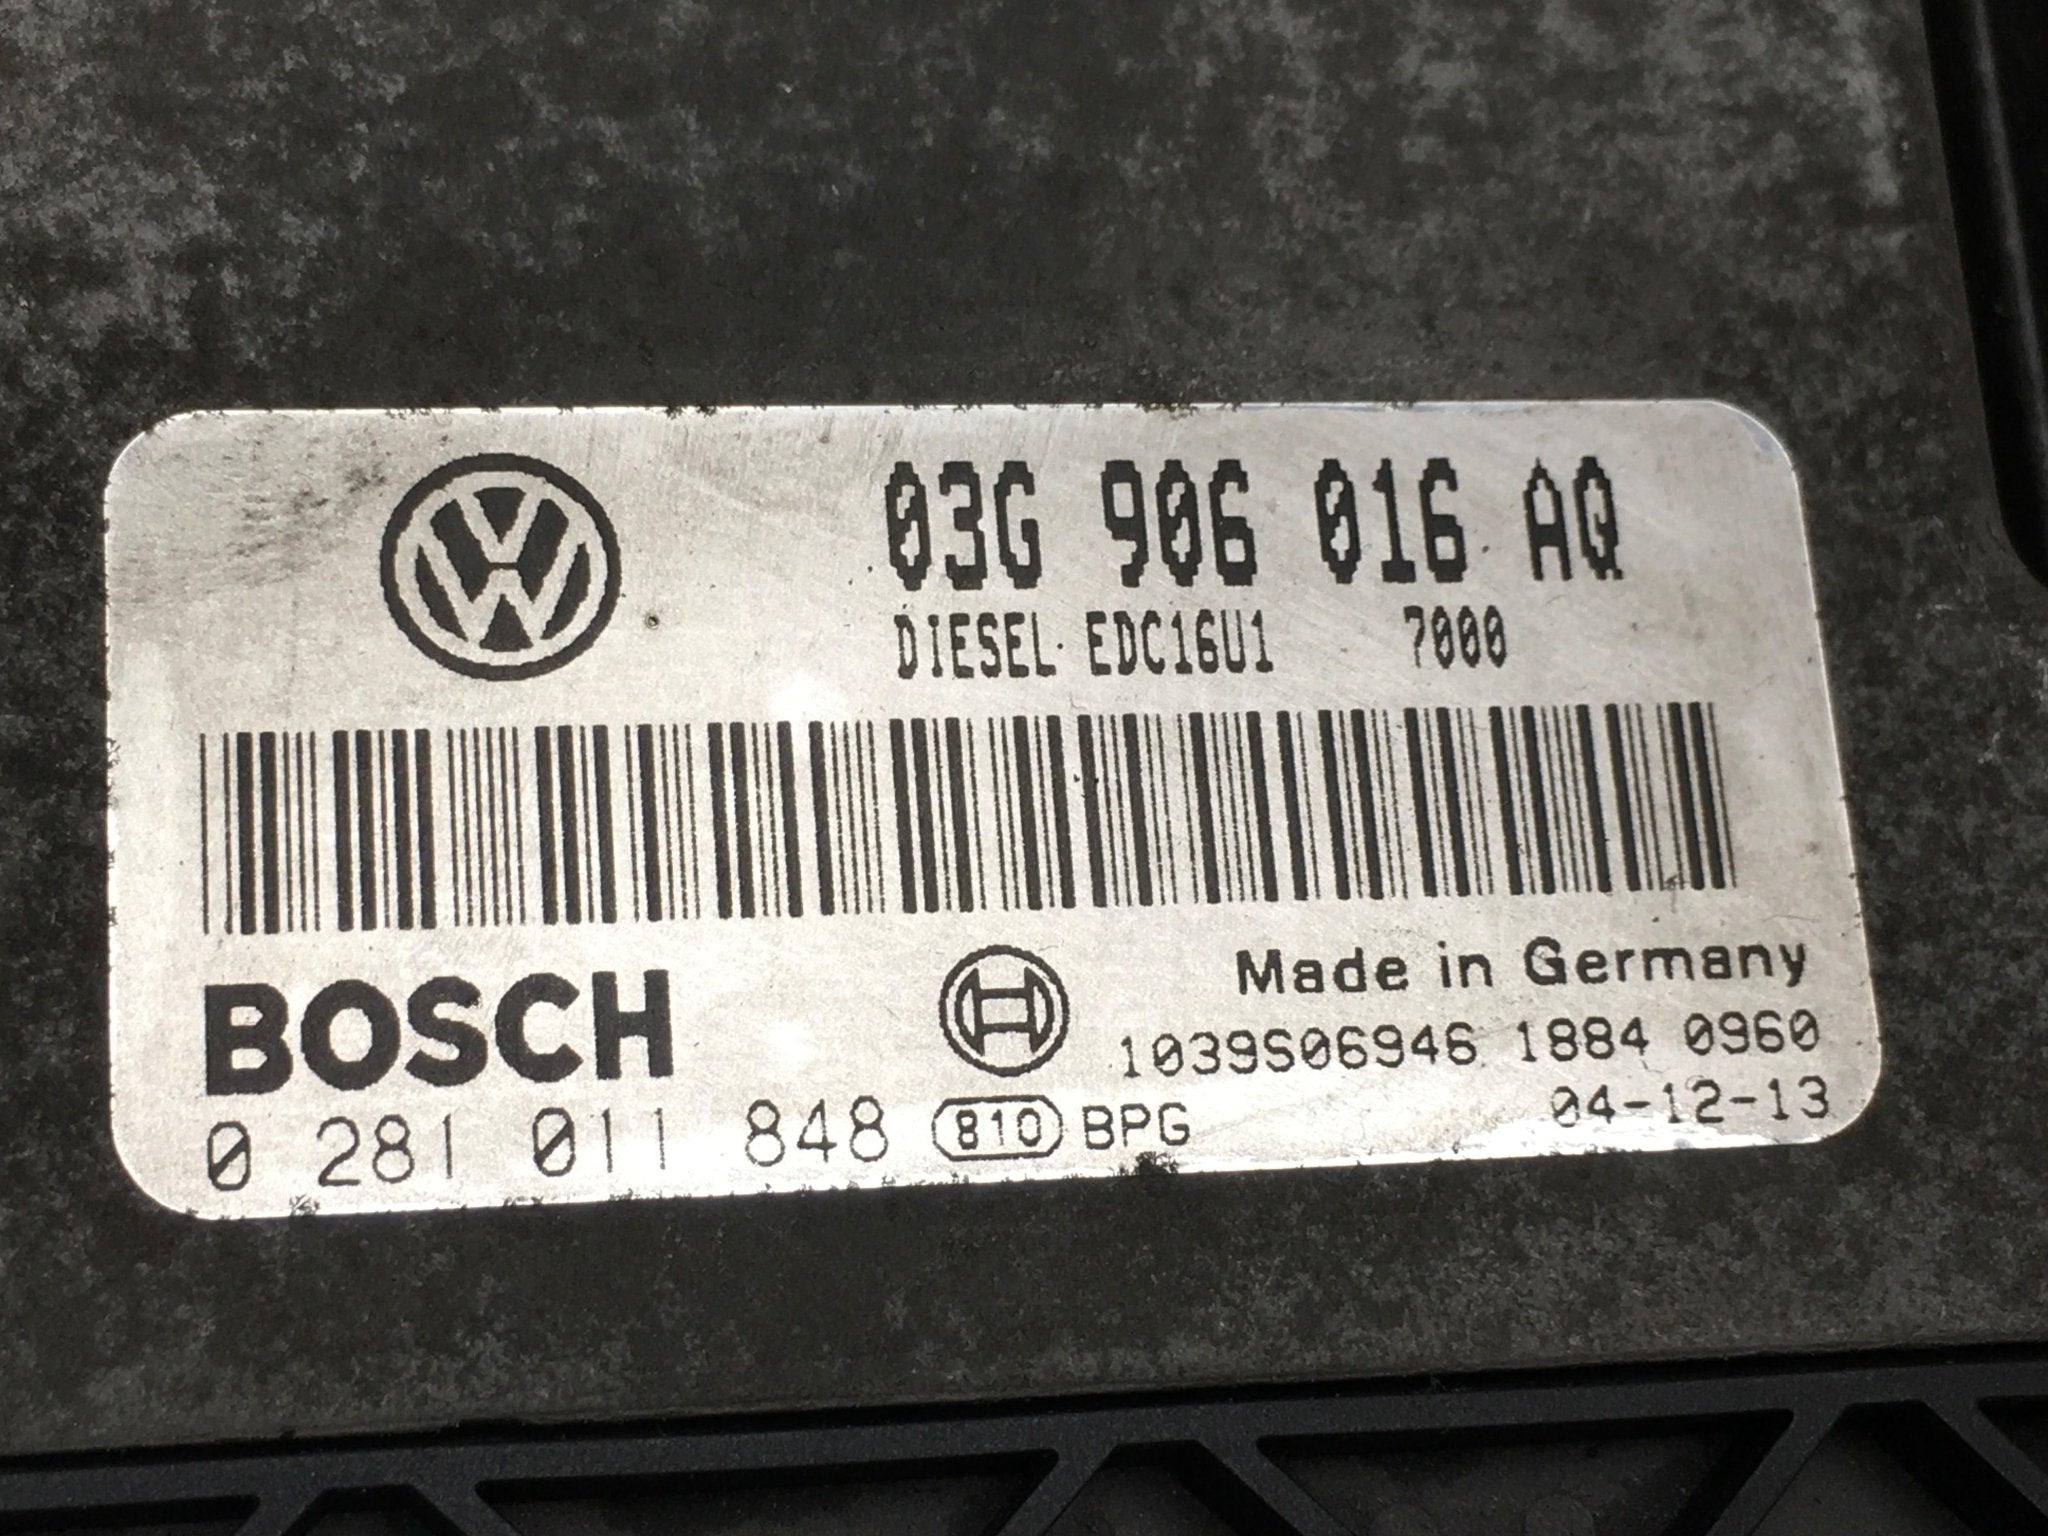 03G 906 016 AQ
DIESEL EDC16U1 7000
BOSCH
Made in Germany
1039S06946 1884 0960
04-12-13
0 281 011 848 810 BPG